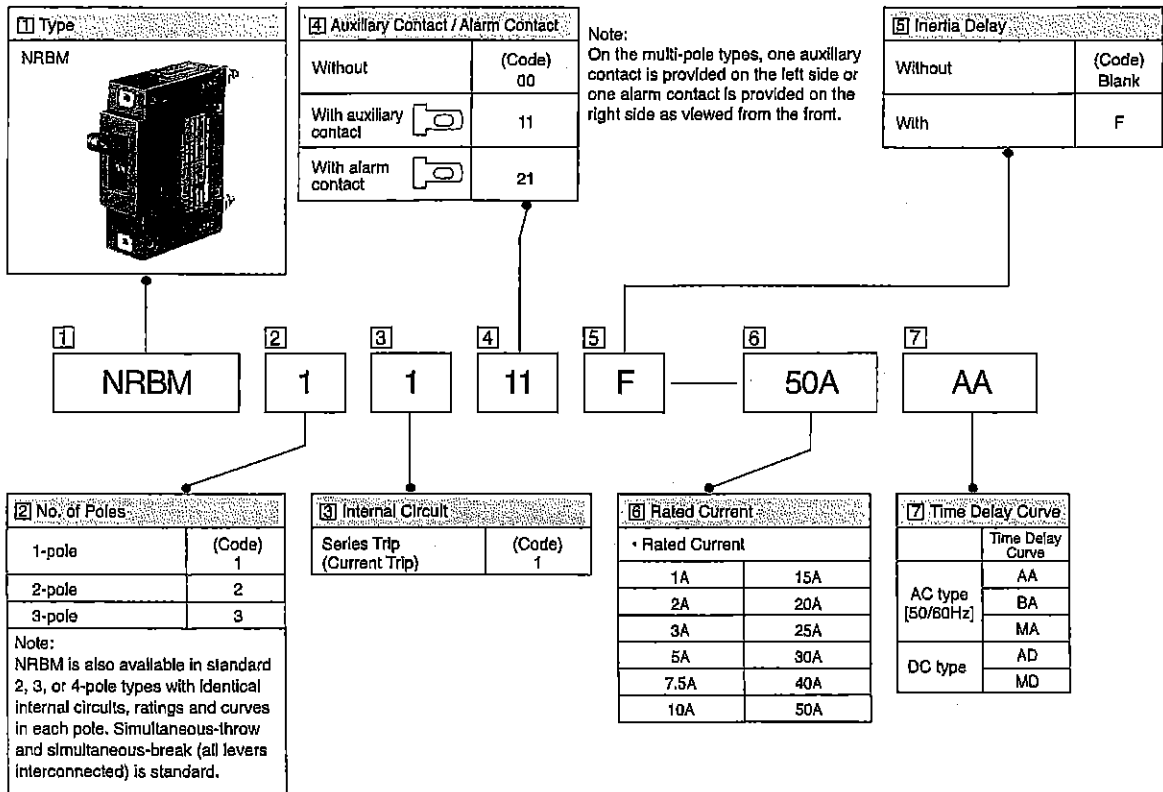 1 Type
NRBM
4 Auxiliary Contact / Alarm Contact
Without (Code) 00
With auxiliary contact 11
With alarm contact 21
Note:
On the multi-pole types, one auxiliary
contact is provided on the left side or
one alarm contact is provided on the
right side as viewed from the front.
5 Inertia Delay
Without (Code) Blank
With F
1 2 3 4 5 6 7
NRBM 1 1 11 F — 50A AA
2 No. of Poles
1-pole (Code) 1
2-pole 2
3-pole 3
Note:
NRBM is also available in standard
2, 3, or 4-pole types with identical
internal circuits, ratings and curves
in each pole. Simultaneous-throw
and simultaneous-break (all levers
interconnected) is standard.
3 Internal Circuit
Series Trip (Code)
(Current Trip) 1
6 Rated Current
• Rated Current
1A 15A
2A 20A
3A 25A
5A 30A
7.5A 40A
10A 50A
7 Time Delay Curve
Time Delay
Curve
AC type
[50/60Hz]
AA
BA
MA
DC type
AD
MD